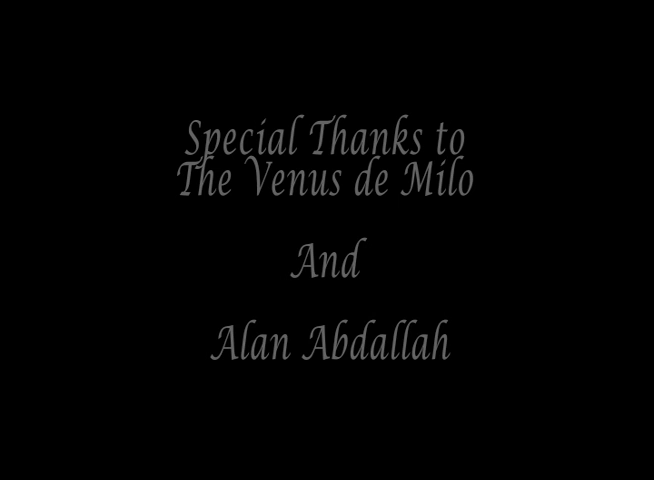 Special Thanks to
The Venus de Milo
And
Alan Abdallah